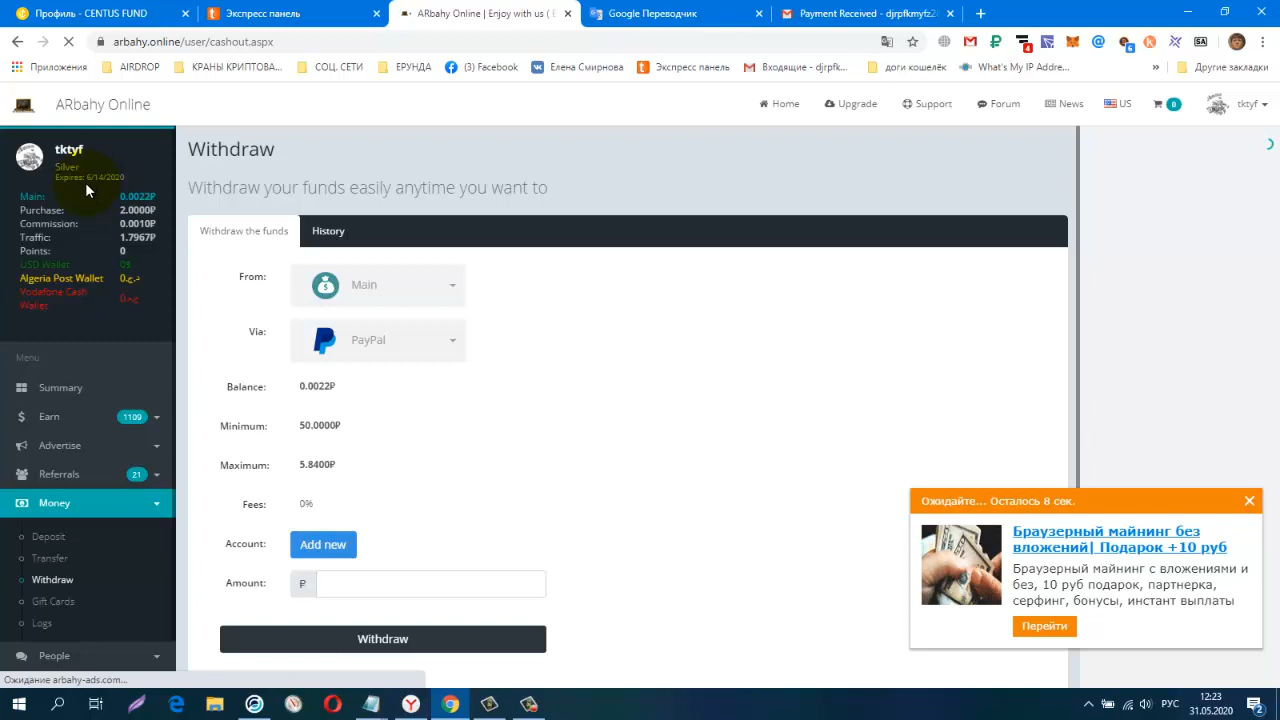 Профиль - CENTUS FUND
Экспресс панель
ARbahy Online | Enjoy with us ( E
Google Переводчик
Payment Received - djrpfkmyfz28
arbahy.online/user/cashout.aspx
Приложения
AIRDROP
КРАНЫ КРИПТОВА...
СОЦ. СЕТИ
ЕРУНДА
(3) Facebook
Елена Смирнова
Экспресс панель
Входящие - djrpfk...
доги кошелёк
What's My IP Addre...
»
Другие закладки
ARbahy Online
Home
Upgrade
Support
Forum
News
US
0
tktyf
tktyf
Silver
Expires: 6/14/2020
Main: 0.0022₽
Purchase: 2.0000₽
Commission: 0.0010₽
Traffic: 1.7967₽
Points: 0
USD Wallet 0$
Algeria Post Wallet 0د.ج
Vodafone Cash
Wallet
Menu
Summary
Earn 1109
Advertise
Referrals 21
Money
Deposit
Transfer
Withdraw
Gift Cards
Logs
People
Withdraw
Withdraw your funds easily anytime you want to
Withdraw the funds
History
From: Main
Via: PayPal
Balance: 0.0022₽
Minimum: 50.0000₽
Maximum: 5.8400₽
Fees: 0%
Account: Add new
Amount: ₽
Withdraw
Ожидайте... Осталось 8 сек.
Браузерный майнинг без
вложений| Подарок +10 руб
Браузерный майнинг с вложениями и
без, 10 руб подарок, партнерка,
серфинг, бонусы, инстант выплаты
Перейти
Ожидание arbahy-ads.com...
РУС
12:23
31.05.2020
2